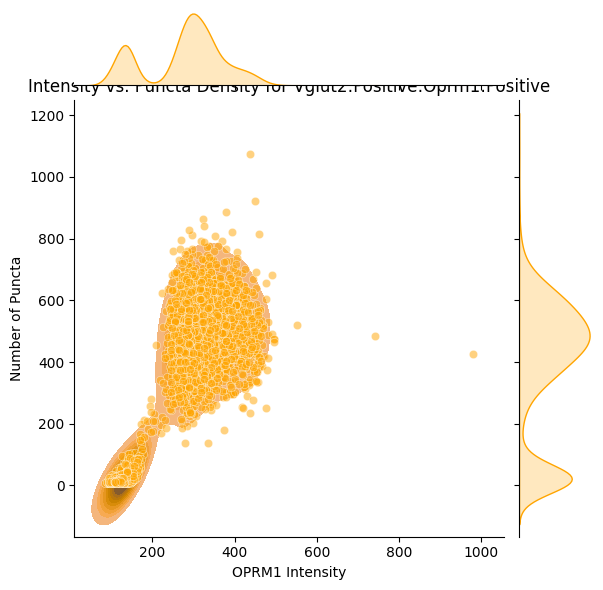 Intensity vs. Puncta Density for Vglut2.Positive.Oprm1.Positive
1200
1000
800
600
400
200
0
Number of Puncta
200 400 600 800 1000
OPRM1 Intensity